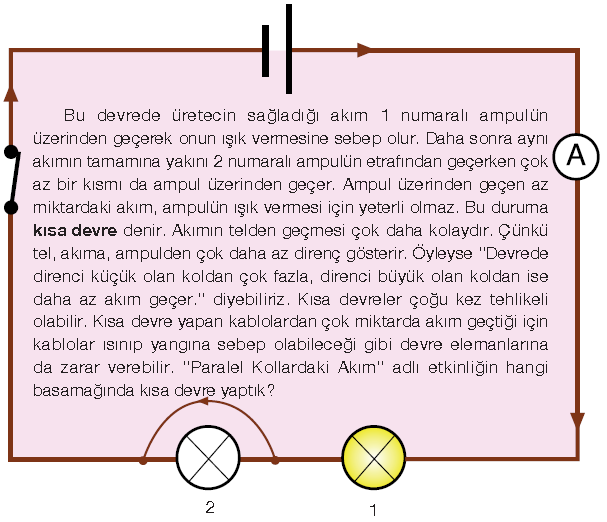 Bu devrede üretecin sağladığı akım 1 numaralı ampulün
üzerinden geçerek onun ışık vermesine sebep olur. Daha sonra aynı
akımın tamamına yakını 2 numaralı ampulün etrafından geçerken çok
az bir kısmı da ampul üzerinden geçer. Ampul üzerinden geçen az
miktardaki akım, ampulün ışık vermesi için yeterli olmaz. Bu duruma
kısa devre denir. Akımın telden geçmesi çok daha kolaydır. Çünkü
tel, akıma, ampulden çok daha az direnç gösterir. Öyleyse "Devrede
direnci küçük olan koldan çok fazla, direnci büyük olan koldan ise
daha az akım geçer." diyebiliriz. Kısa devreler çoğu kez tehlikeli
olabilir. Kısa devre yapan kablolardan çok miktarda akım geçtiği için
kablolar ısınıp yangına sebep olabileceği gibi devre elemanlarına
da zarar verebilir. "Paralel Kollardaki Akım" adlı etkinliğin hangi
basamağında kısa devre yaptık?
A
2
1